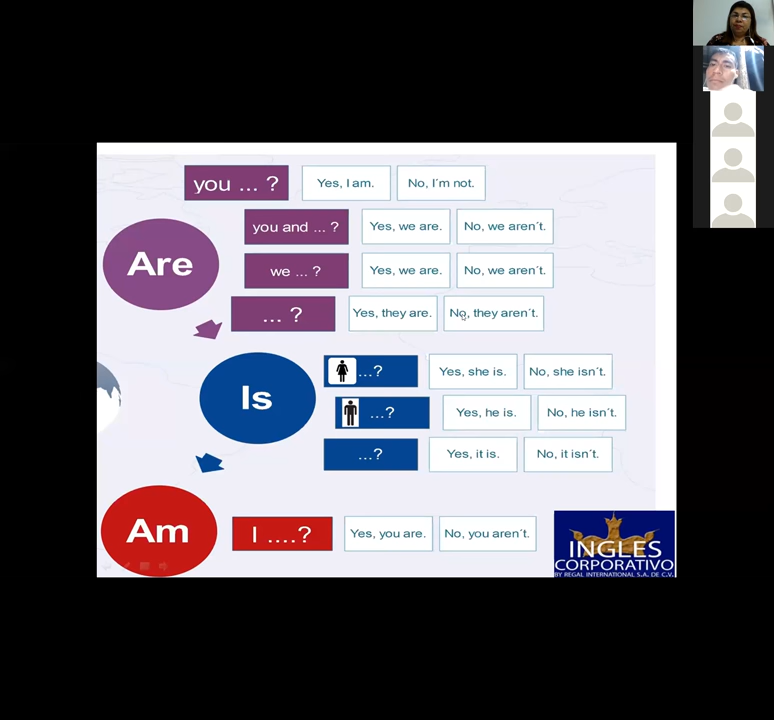 you ... ? Yes, I am. No, I´m not.
Are
you and ... ? Yes, we are. No, we aren´t.
we ... ? Yes, we are. No, we aren´t.
... ? Yes, they are. No, they aren´t.
Is
...? Yes, she is. No, she isn´t.
...? Yes, he is. No, he isn´t.
...? Yes, it is. No, it isn´t.
Am
I ....? Yes, you are. No, you aren´t.
INGLES
CORPORATIVO
BY REGAL INTERNATIONAL S.A. DE C.V.